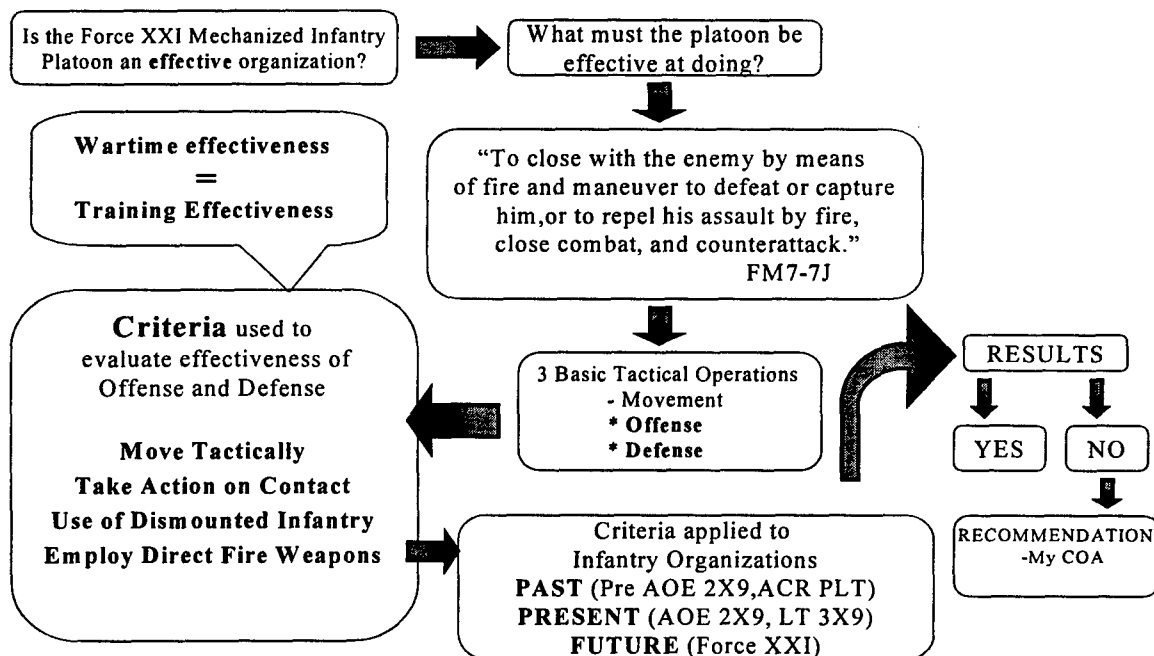 Is the Force XXI Mechanized Infantry
Platoon an effective organization?
What must the platoon be
effective at doing?
Wartime effectiveness
=
Training Effectiveness
“To close with the enemy by means
of fire and maneuver to defeat or capture
him,or to repel his assault by fire,
close combat, and counterattack.”
FM7-7J
Criteria used to
evaluate effectiveness of
Offense and Defense
Move Tactically
Take Action on Contact
Use of Dismounted Infantry
Employ Direct Fire Weapons
3 Basic Tactical Operations
- Movement
* Offense
* Defense
Criteria applied to
Infantry Organizations
PAST (Pre AOE 2X9,ACR PLT)
PRESENT (AOE 2X9, LT 3X9)
FUTURE (Force XXI)
RESULTS
YES
NO
RECOMMENDATION
-My COA